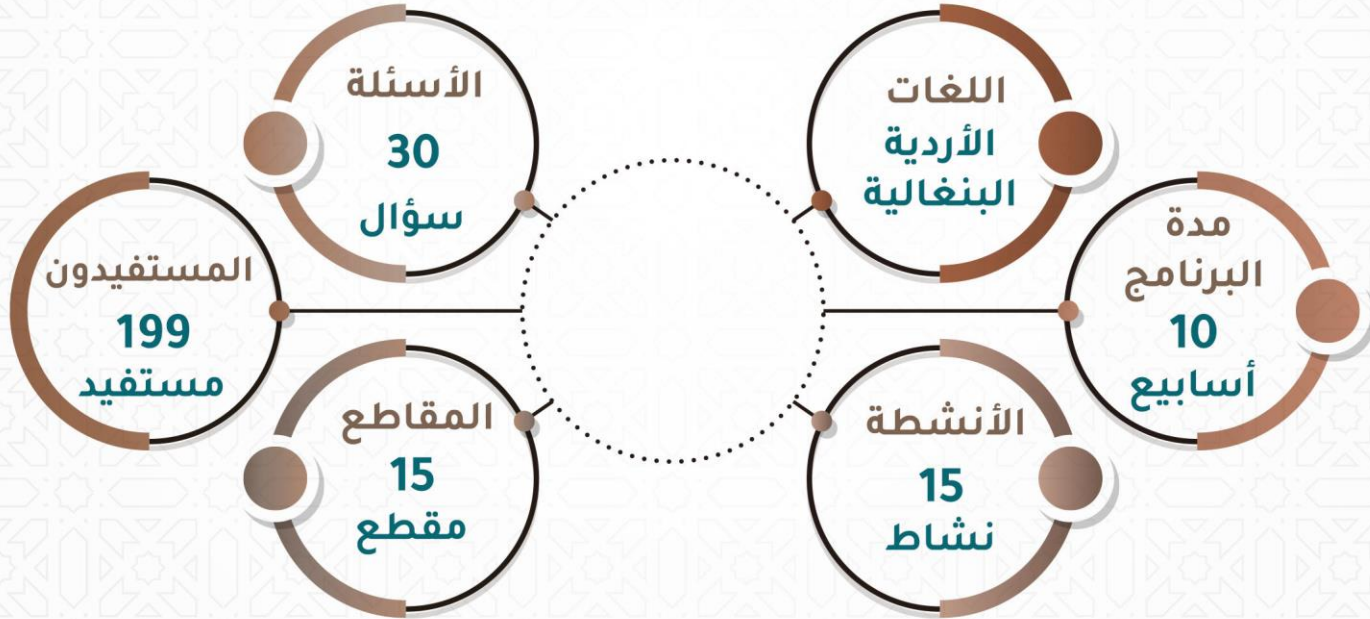 اللغات
الأردية
البنغالية
مدة
البرنامج
10
أسابيع
الأنشطة
15
نشاط
الأسئلة
30
سؤال
المستفيدون
199
مستفيد
المقاطع
15
مقطع